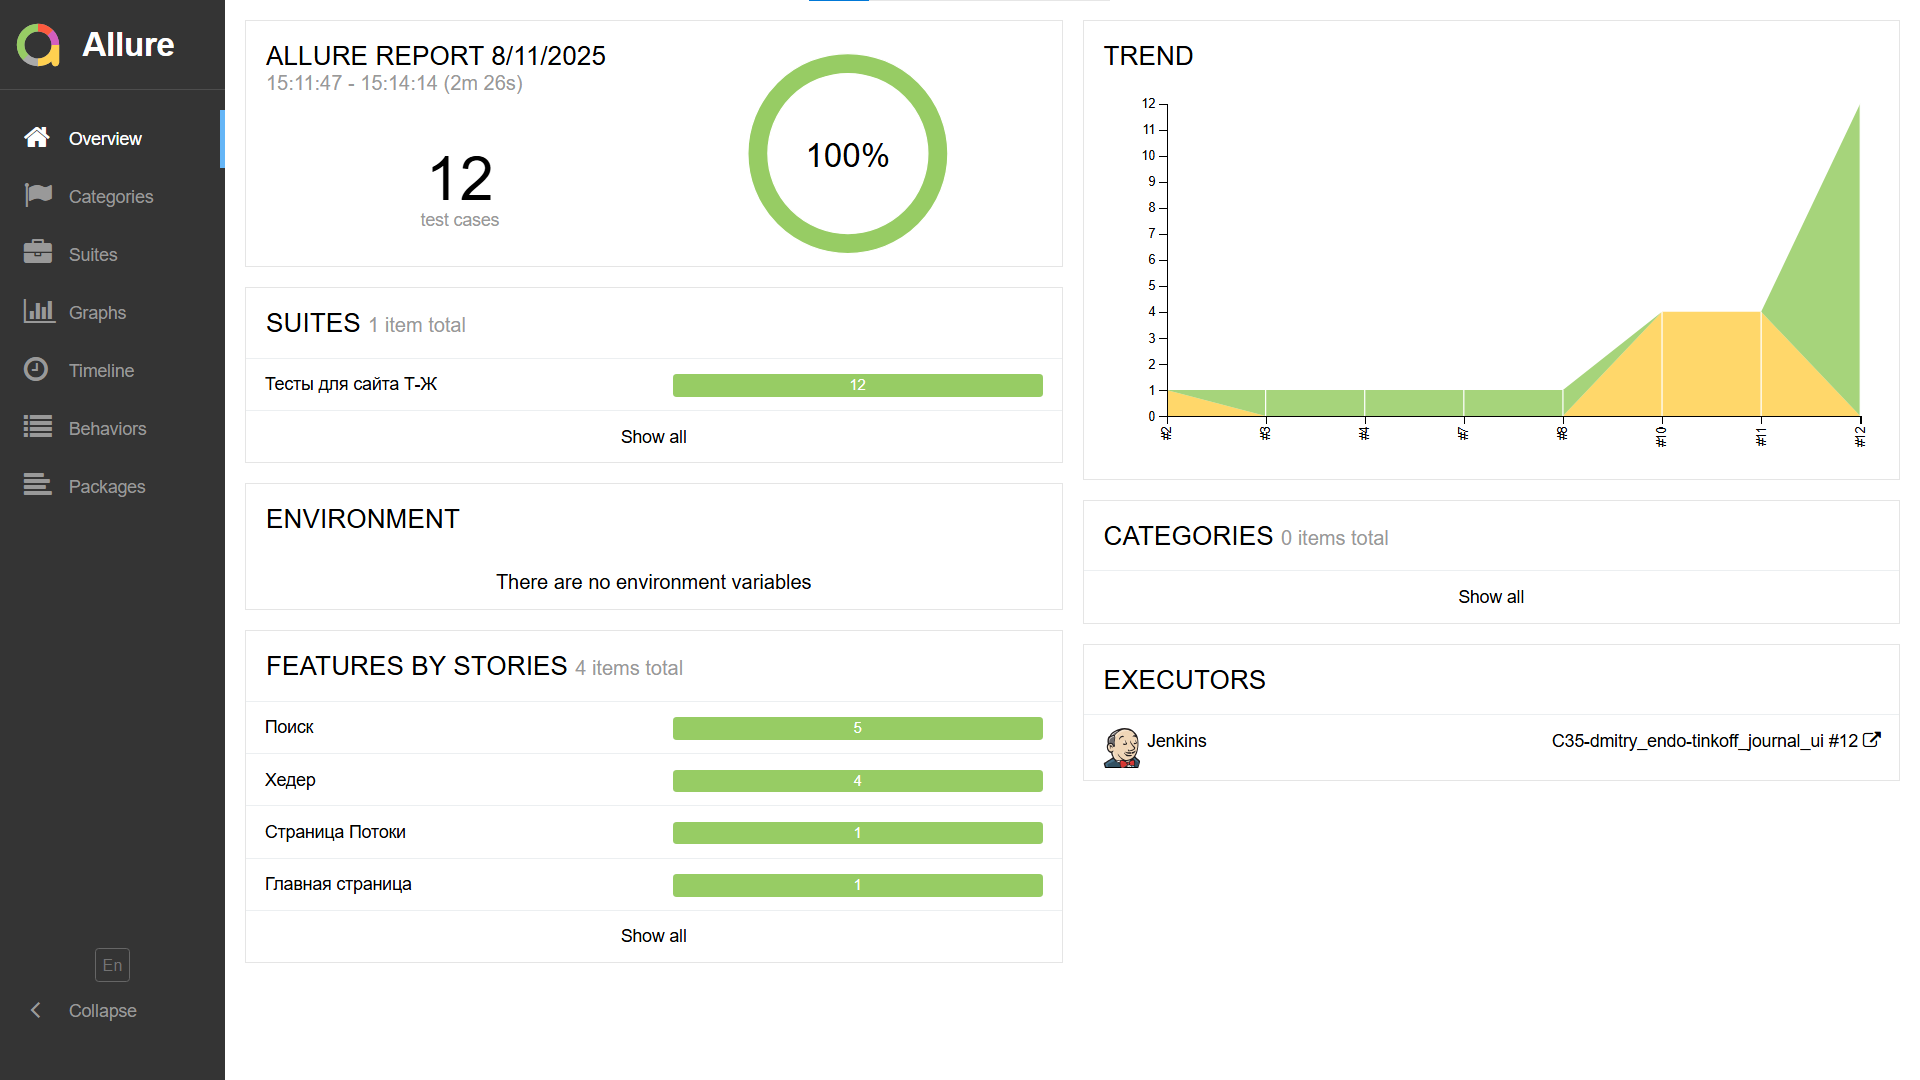 Allure
Overview
Categories
Suites
Graphs
Timeline
Behaviors
Packages
En
Collapse
ALLURE REPORT 8/11/2025
15:11:47 - 15:14:14 (2m 26s)
12
test cases
100%
SUITES 1 item total
Тесты для сайта Т-Ж 12
Show all
ENVIRONMENT
There are no environment variables
FEATURES BY STORIES 4 items total
Поиск 5
Хедер 4
Страница Потоки 1
Главная страница 1
Show all
TREND
12
11
10
9
8
7
6
5
4
3
2
1
0
#2 #3 #4 #7 #8 #10 #11 #12
CATEGORIES 0 items total
Show all
EXECUTORS
Jenkins C35-dmitry_endo-tinkoff_journal_ui #12